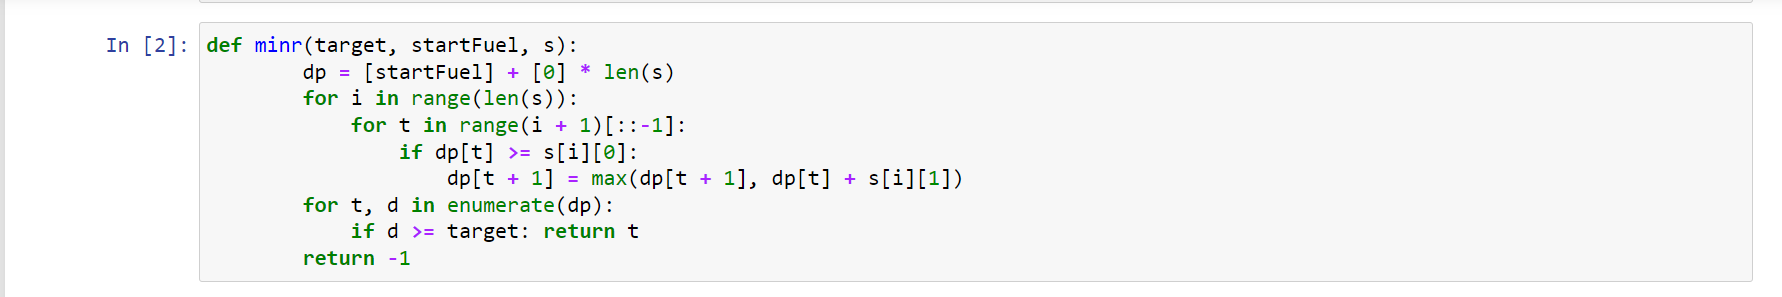 In [2]: def minr(target, startFuel, s):
        dp = [startFuel] + [0] * len(s)
        for i in range(len(s)):
            for t in range(i + 1)[::-1]:
                if dp[t] >= s[i][0]:
                    dp[t + 1] = max(dp[t + 1], dp[t] + s[i][1])
        for t, d in enumerate(dp):
            if d >= target: return t
        return -1